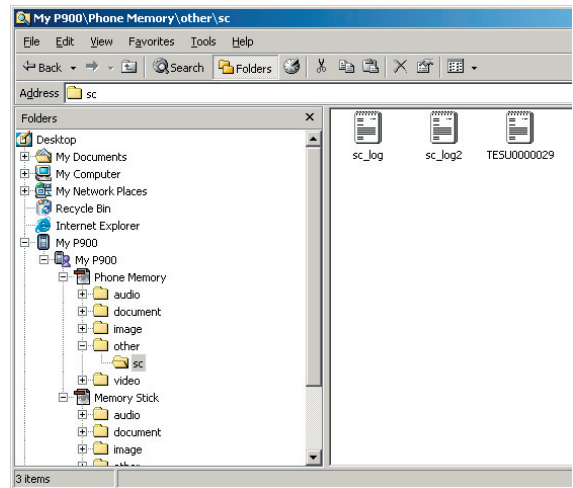 My P900\Phone Memory\other\sc
File Edit View Favorites Tools Help
Back Search Folders
Address sc
Folders
Desktop
My Documents
My Computer
My Network Places
Recycle Bin
Internet Explorer
My P900
My P900
Phone Memory
audio
document
image
other
sc
video
Memory Stick
audio
document
image
other
sc_log sc_log2 TESU0000029
3 items